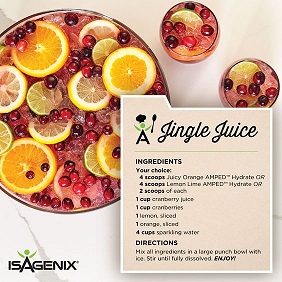 Jingle Juice
INGREDIENTS
Your choice:
4 scoops Juicy Orange AMPED™ Hydrate OR
4 scoops Lemon Lime AMPED™ Hydrate OR
2 scoops of each
1 cup cranberry juice
1 cup cranberries
1 lemon, sliced
1 orange, sliced
4 cups sparkling water
DIRECTIONS
Mix all ingredients in a large punch bowl with
ice. Stir until fully dissolved. ENJOY!
ISAGENIX®